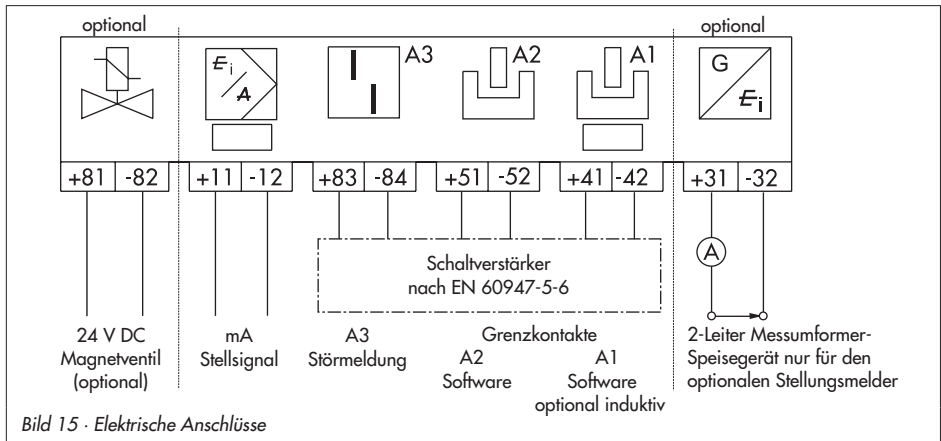 optional
optional
E i
A
A3
A2
A1
G
E i
+81 -82
+11 -12
+83 -84
+51 -52
+41 -42
+31 -32
A
Schaltverstärker
nach EN 60947-5-6
24 V DC
Magnetventil
(optional)
mA
Stellsignal
A3
Störmeldung
Grenzkontakte
A2
Software
A1
Software
optional induktiv
2-Leiter Messumformer-
Speisegerät nur für den
optionalen Stellungsmelder
Bild 15 · Elektrische Anschlüsse